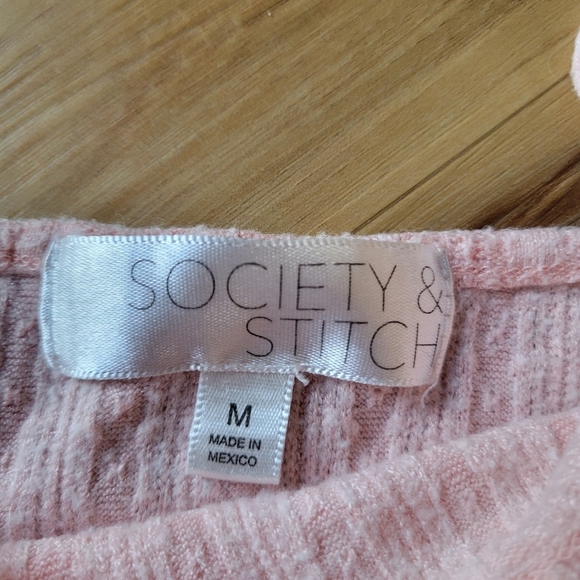 SOCIETY &
STITCH
M
MADE IN
MEXICO